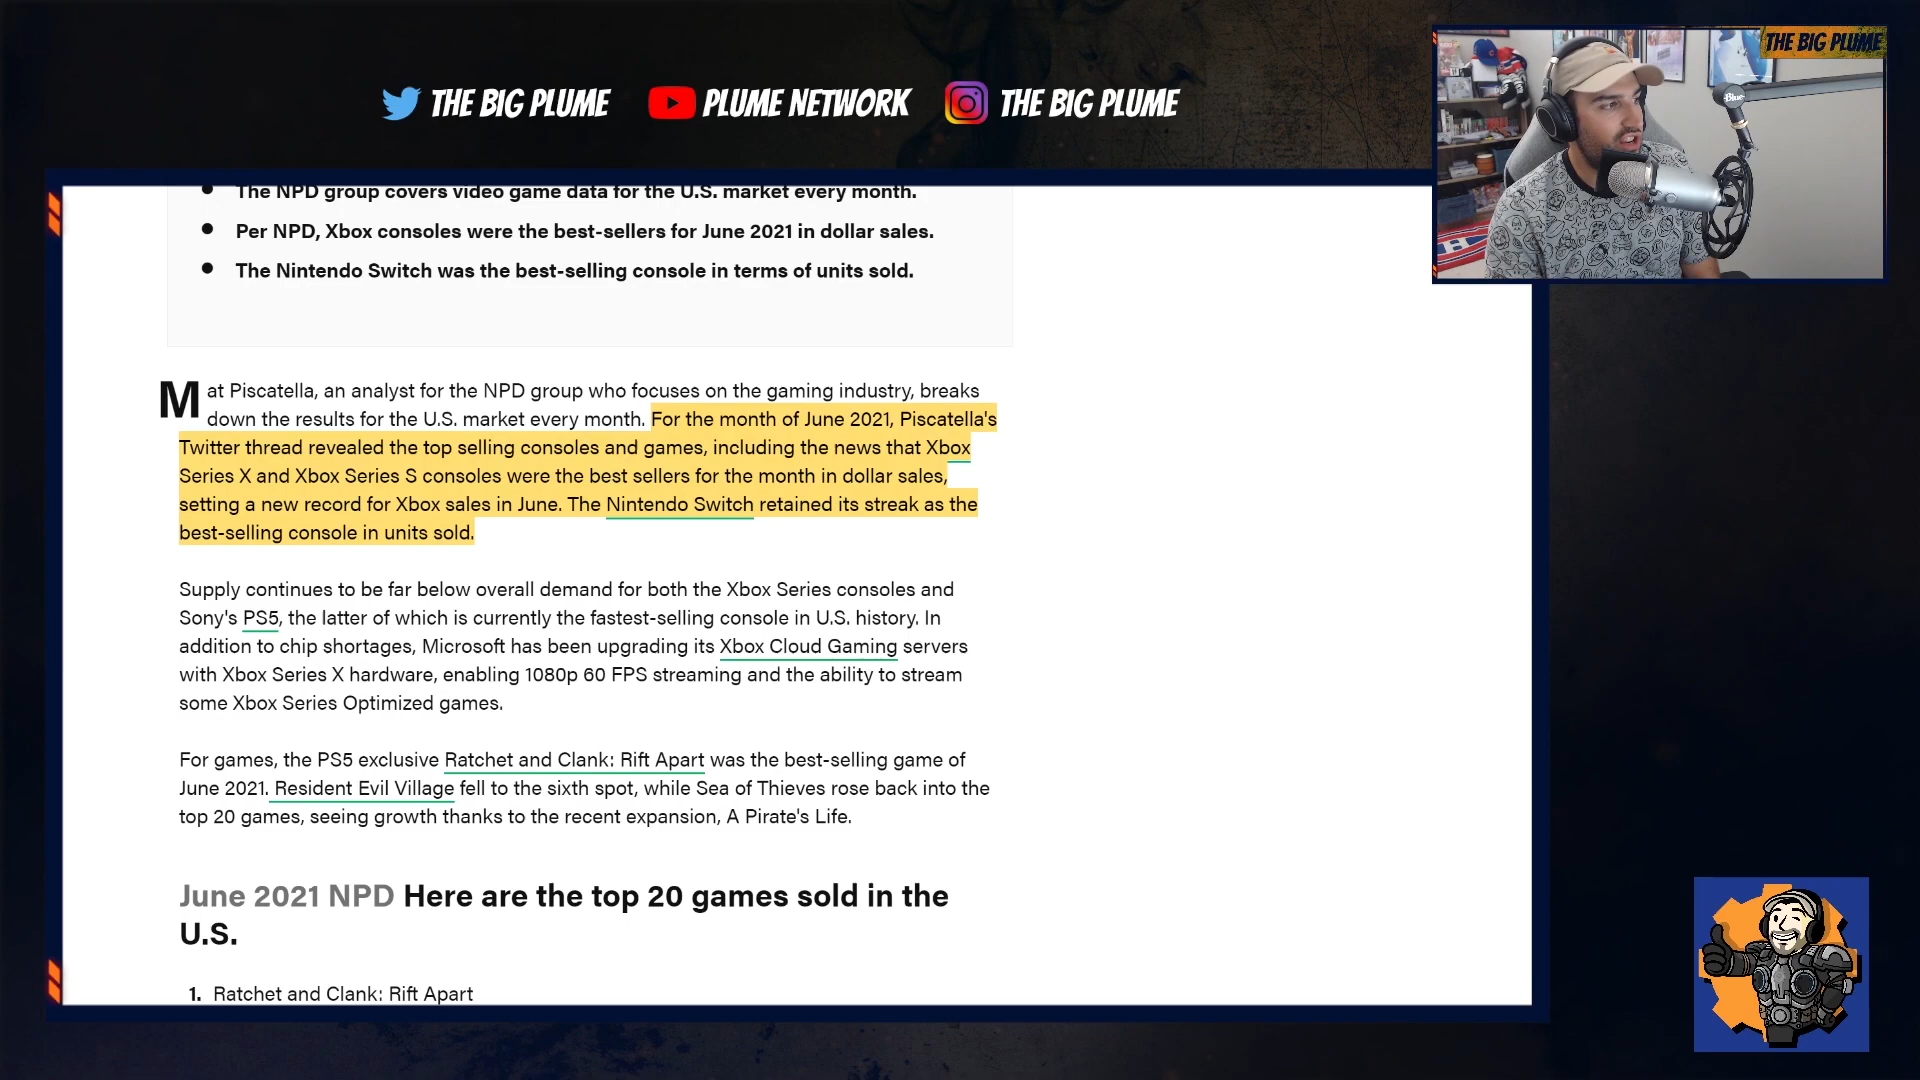 THE BIG PLUME PLUME NETWORK THE BIG PLUME
THE BIG PLUME
Blue
The NPD group covers video game data for the U.S. market every month.
Per NPD, Xbox consoles were the best-sellers for June 2021 in dollar sales.
The Nintendo Switch was the best-selling console in terms of units sold.
Mat Piscatella, an analyst for the NPD group who focuses on the gaming industry, breaks
down the results for the U.S. market every month. For the month of June 2021, Piscatella's
Twitter thread revealed the top selling consoles and games, including the news that Xbox
Series X and Xbox Series S consoles were the best sellers for the month in dollar sales,
setting a new record for Xbox sales in June. The Nintendo Switch retained its streak as the
best-selling console in units sold.
Supply continues to be far below overall demand for both the Xbox Series consoles and
Sony's PS5, the latter of which is currently the fastest-selling console in U.S. history. In
addition to chip shortages, Microsoft has been upgrading its Xbox Cloud Gaming servers
with Xbox Series X hardware, enabling 1080p 60 FPS streaming and the ability to stream
some Xbox Series Optimized games.
For games, the PS5 exclusive Ratchet and Clank: Rift Apart was the best-selling game of
June 2021. Resident Evil Village fell to the sixth spot, while Sea of Thieves rose back into the
top 20 games, seeing growth thanks to the recent expansion, A Pirate's Life.
June 2021 NPD Here are the top 20 games sold in the
U.S.
1. Ratchet and Clank: Rift Apart